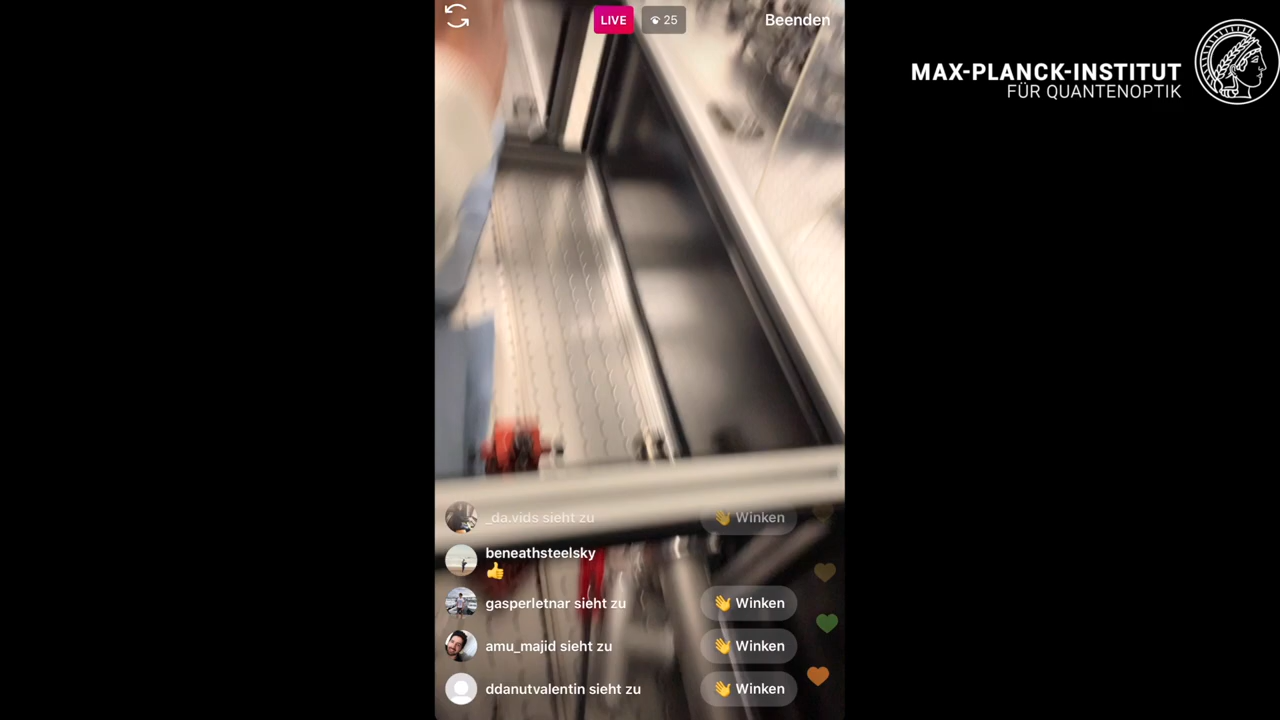 LIVE
25
Beenden
MAX-PLANCK-INSTITUT
FÜR QUANTENOPTIK
_da.vids sieht zu
👋 Winken
beneathsteelsky
👍
gasperletnar sieht zu
👋 Winken
amu_majid sieht zu
👋 Winken
ddanutvalentin sieht zu
👋 Winken